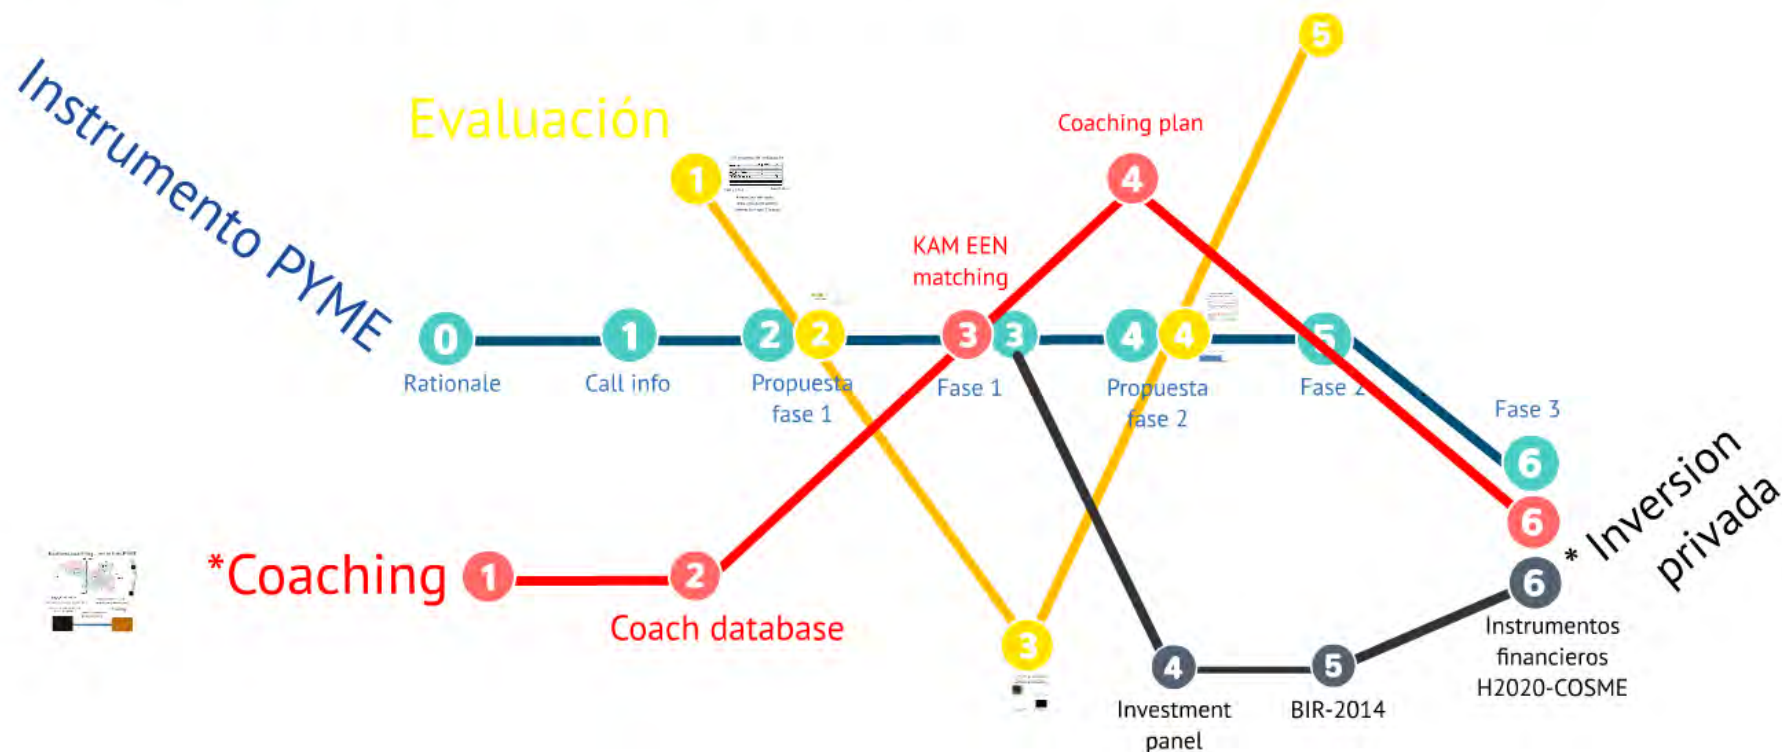 Instrumento PYME
Evaluación
1
5
Coaching plan
4
KAM EEN
matching
0
1
2
2
3
3
4
4
5
Rationale
Call info
Propuesta
fase 1
Fase 1
Propuesta
fase 2
Fase 2
Fase 3
6
6
* Inversion
privada
*Coaching
1
2
Coach database
3
4
5
6
Investment
panel
BIR-2014
Instrumentos
financieros
H2020-COSME